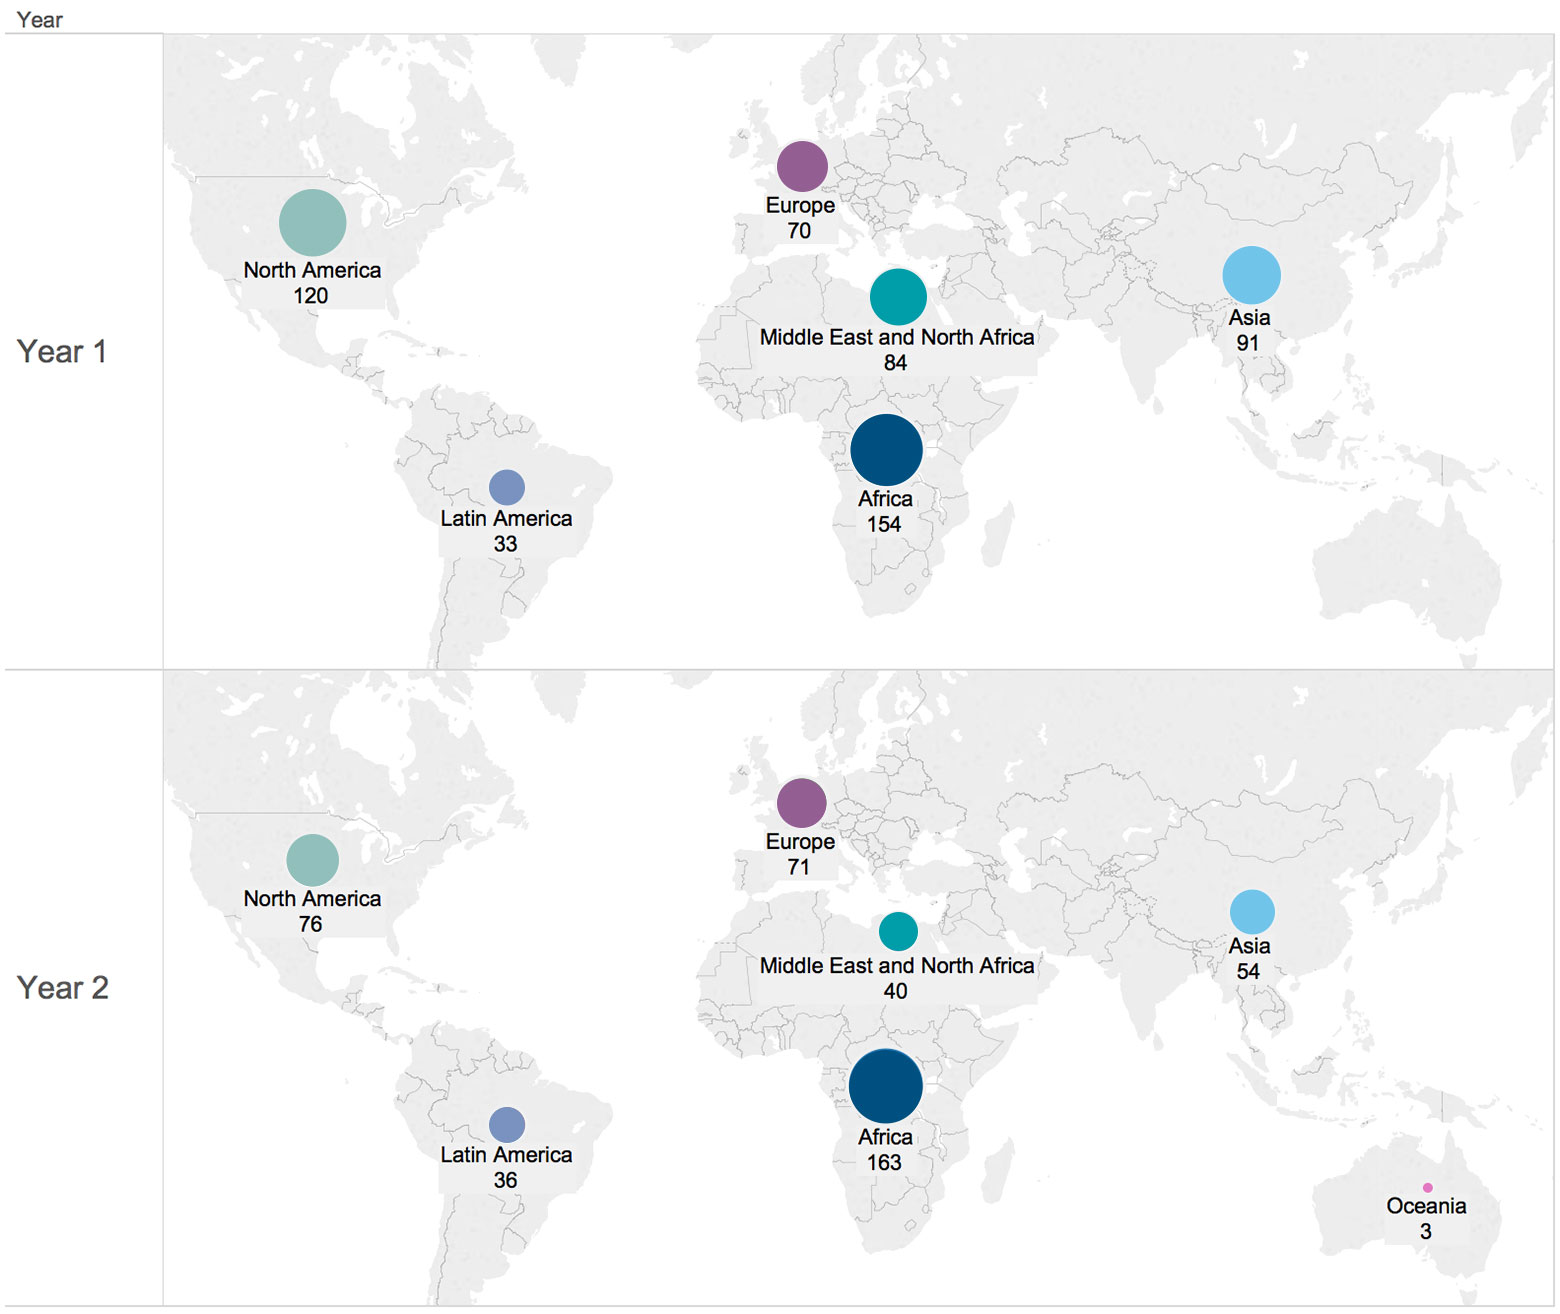 Year
Year 1
North America
120
Europe
70
Middle East and North Africa
84
Asia
91
Latin America
33
Africa
154
Year 2
North America
76
Europe
71
Middle East and North Africa
40
Asia
54
Latin America
36
Africa
163
Oceania
3